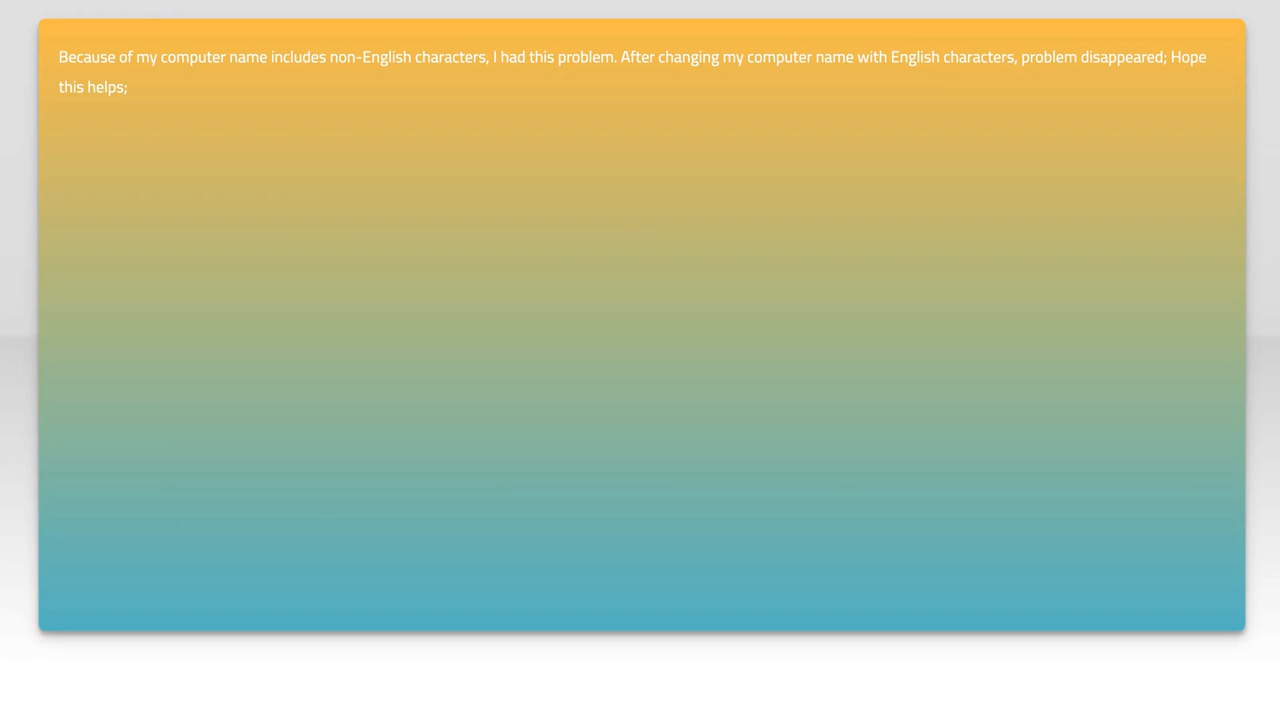 Because of my computer name includes non-English characters, I had this problem. After changing my computer name with English characters, problem disappeared; Hope
this helps;